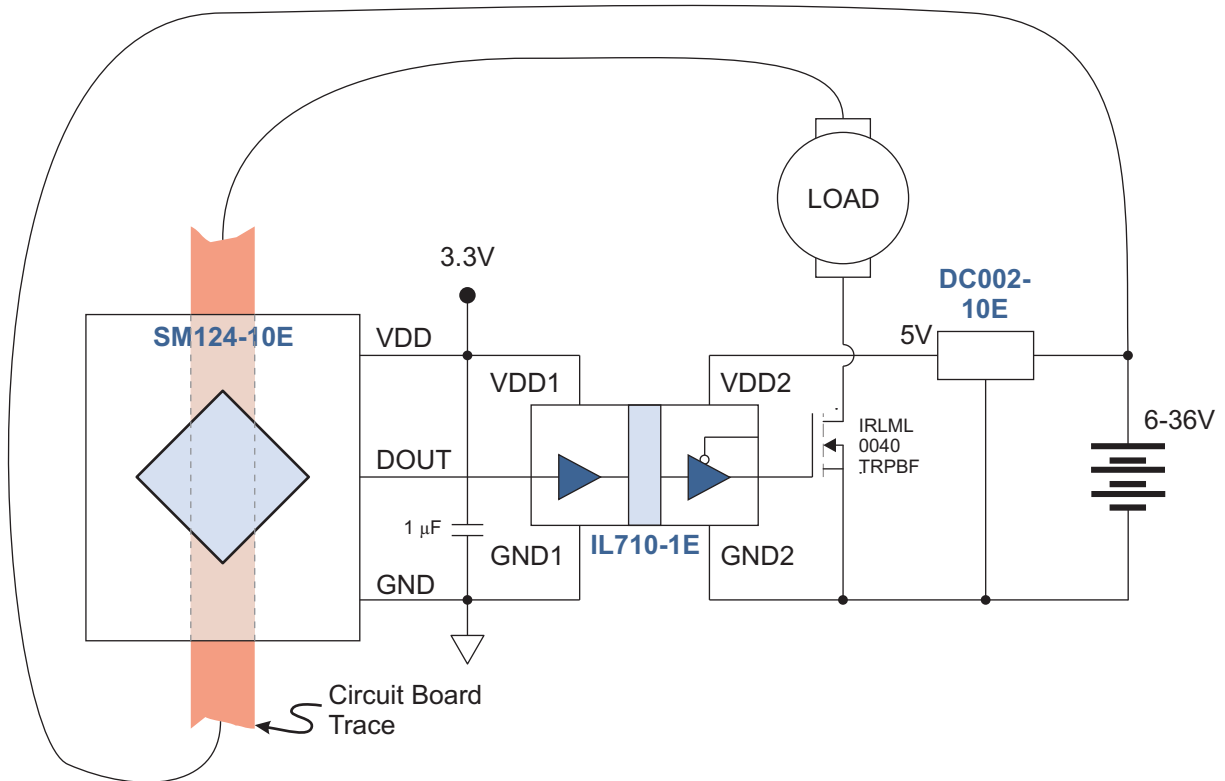 LOAD
3.3V
DC002-
10E
SM124-10E
VDD
5V
VDD1
VDD2
IRLML
0040
TRPBF
6-36V
DOUT
1 μF
IL710-1E
GND1
GND2
GND
Circuit Board
Trace